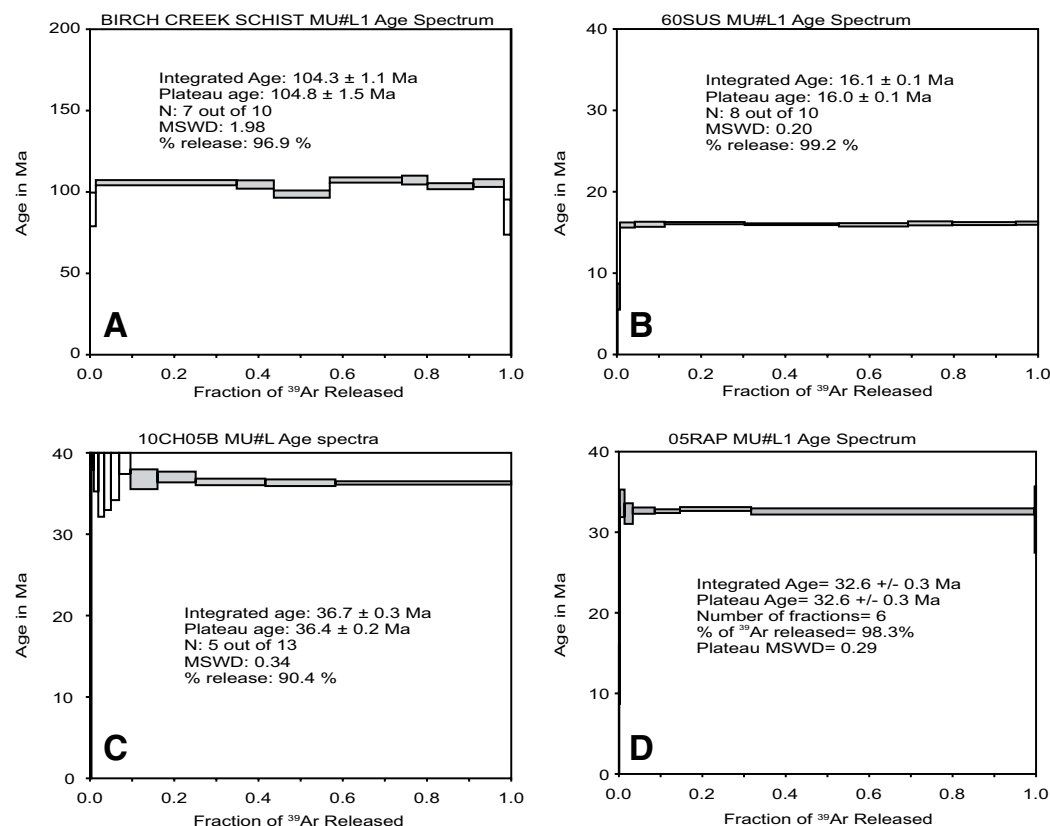 BIRCH CREEK SCHIST MU#L1 Age Spectrum
200
150
100
50
0
Age in Ma
Integrated Age: 104.3 ± 1.1 Ma
Plateau age: 104.8 ± 1.5 Ma
N: 7 out of 10
MSWD: 1.98
% release: 96.9 %
A
0.0 0.2 0.4 0.6 0.8 1.0
Fraction of ³⁹Ar Released
60SUS MU#L1 Age Spectrum
40
30
20
10
0
Age in Ma
Integrated Age: 16.1 ± 0.1 Ma
Plateau age: 16.0 ± 0.1 Ma
N: 8 out of 10
MSWD: 0.20
% release: 99.2 %
B
0.0 0.2 0.4 0.6 0.8 1.0
Fraction of ³⁹Ar Released
10CH05B MU#L Age spectra
40
30
20
10
0
Age in Ma
Integrated age: 36.7 ± 0.3 Ma
Plateau age: 36.4 ± 0.2 Ma
N: 5 out of 13
MSWD: 0.34
% release: 90.4 %
C
0.0 0.2 0.4 0.6 0.8 1.0
Fraction of ³⁹Ar Released
05RAP MU#L1 Age Spectrum
40
30
20
10
0
Age in Ma
Integrated Age= 32.6 +/- 0.3 Ma
Plateau Age= 32.6 +/- 0.3 Ma
Number of fractions= 6
% of ³⁹Ar released= 98.3%
Plateau MSWD= 0.29
D
0.0 0.2 0.4 0.6 0.8 1.0
Fraction of ³⁹Ar Released